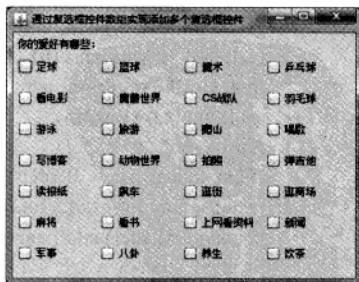 通过复选框控件数组实现添加多个复选框控件
你的爱好有哪些：
足球 篮球 魔术 乒乓球
看电影 魔兽世界 CS战队 羽毛球
游泳 旅游 爬山 唱歌
写博客 动物世界 拍照 弹吉他
读报纸 飙车 逛街 逛商场
麻将 看书 上网看资料 新闻
军事 八卦 养生 饮茶